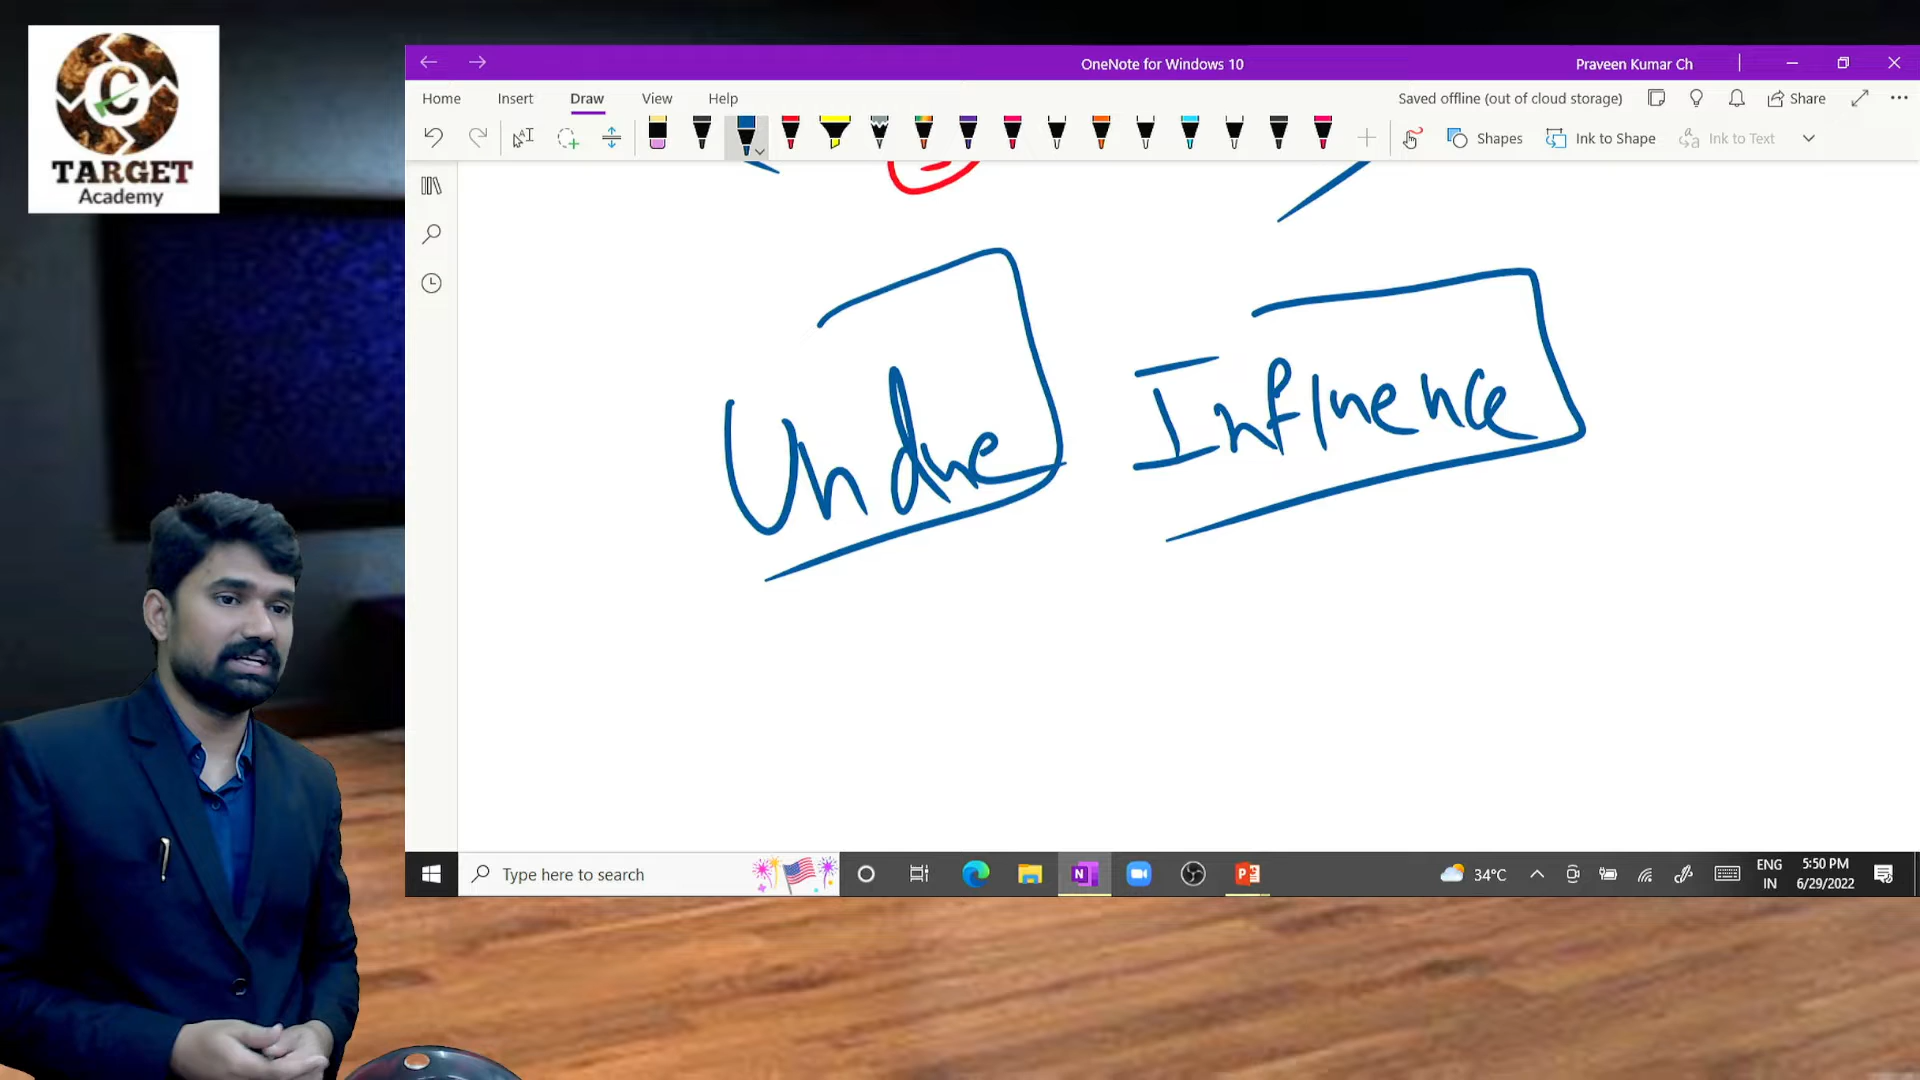 C
TARGET
Academy
OneNote for Windows 10
Praveen Kumar Ch
Home Insert Draw View Help
Saved offline (out of cloud storage)
Share
Shapes
Ink to Shape
Ink to Text
Undue Influence
Type here to search
34°C
ENG
IN
5:50 PM
6/29/2022